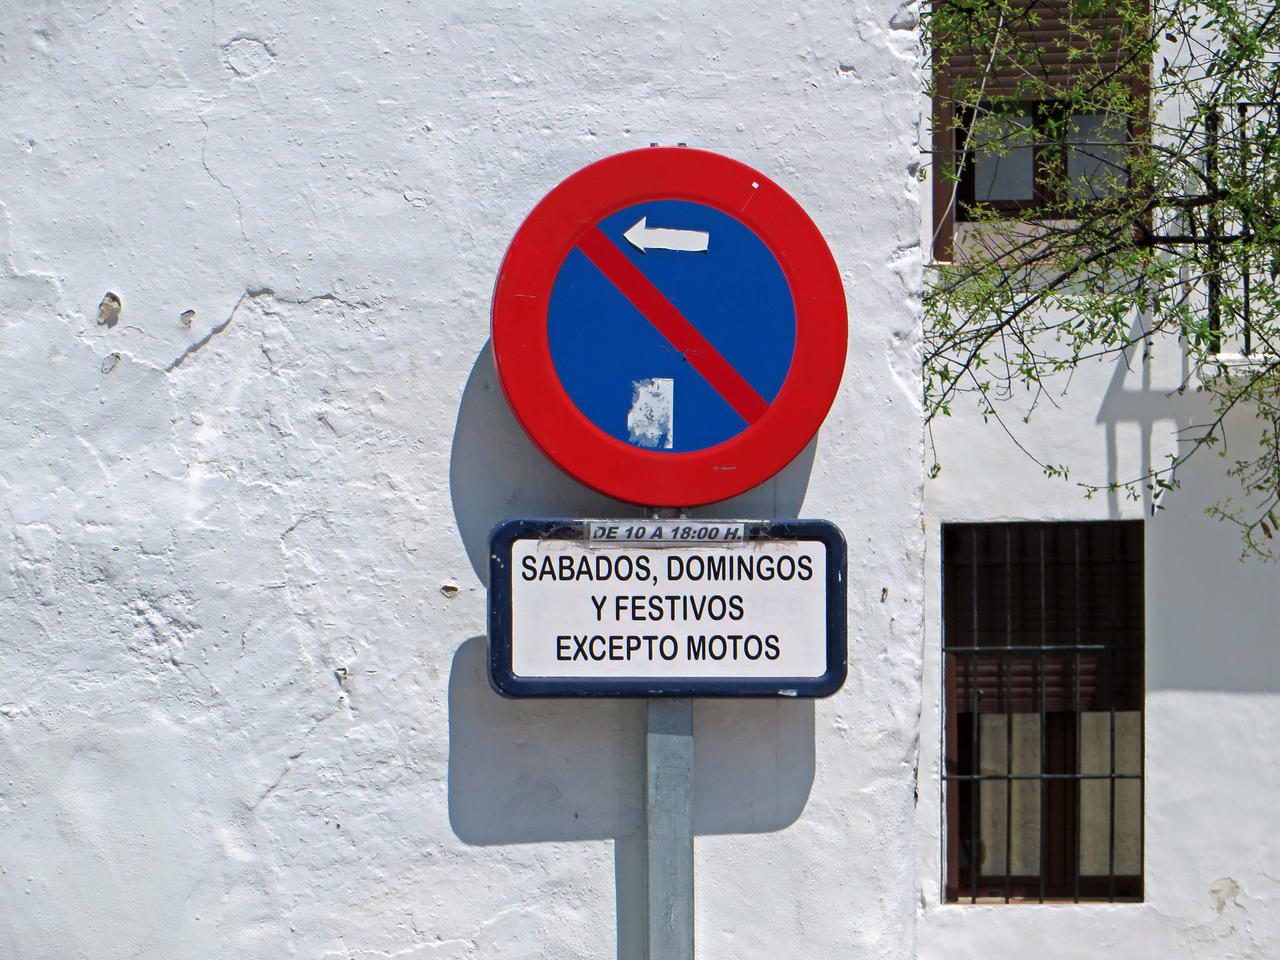 DE 10 A 18:00 H.
SABADOS, DOMINGOS
Y FESTIVOS
EXCEPTO MOTOS